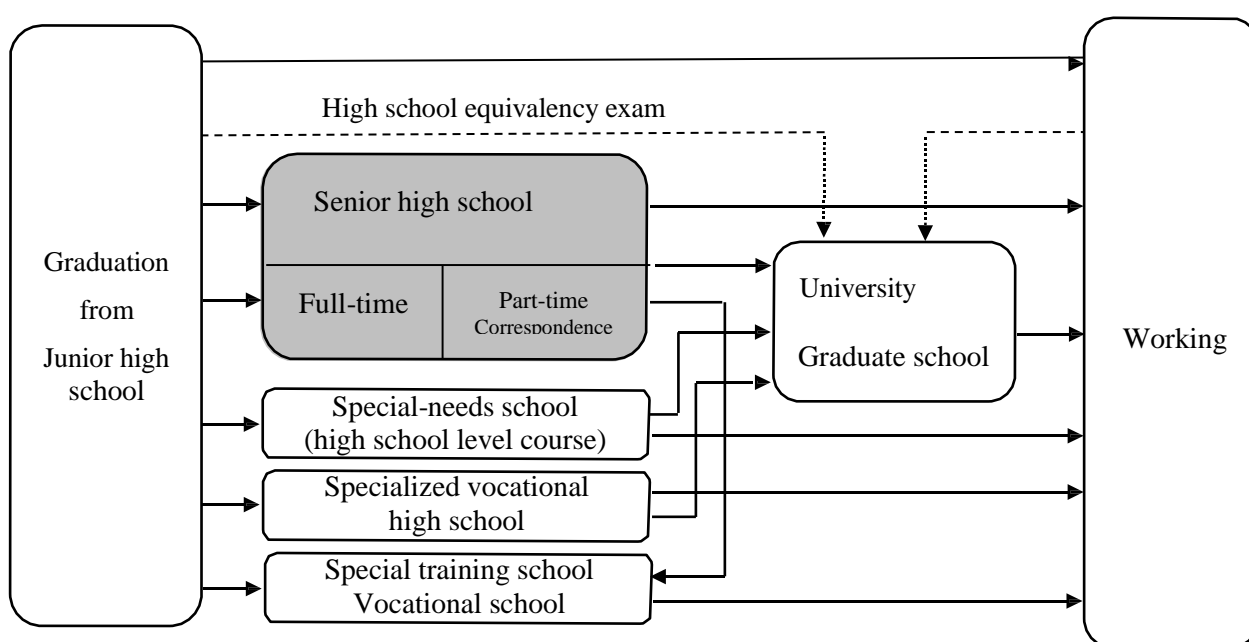 High school equivalency exam
Graduation
from
Junior high
school
Senior high school
Full-time
Part-time
Correspondence
Special-needs school
(high school level course)
Specialized vocational
high school
Special training school
Vocational school
University
Graduate school
Working